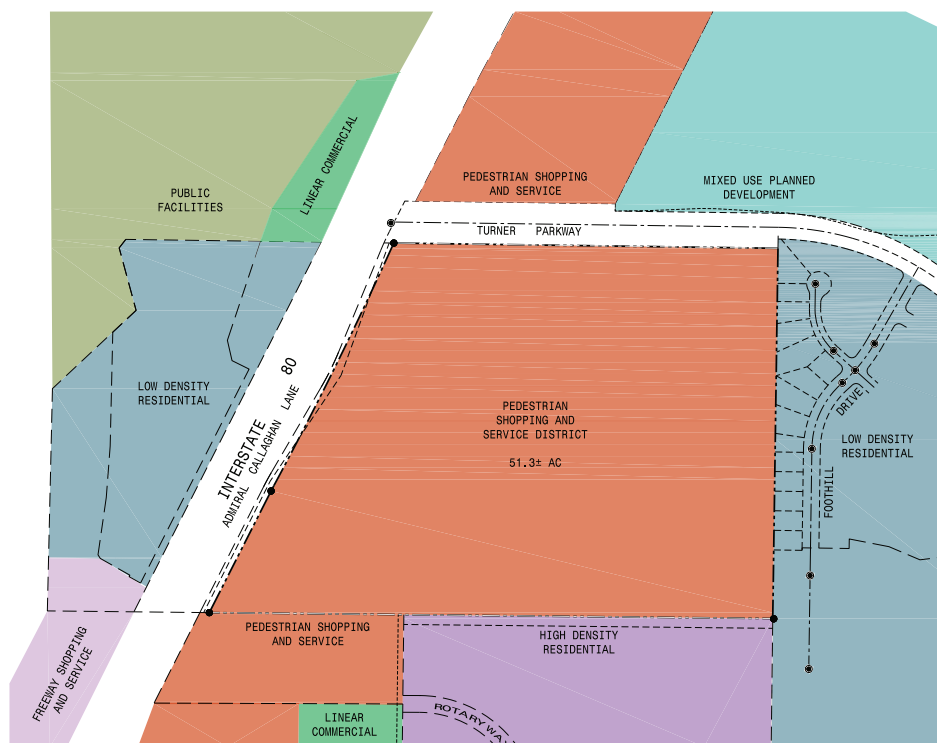 PEDESTRIAN SHOPPING
AND SERVICE
MIXED USE PLANNED
DEVELOPMENT
LINEAR COMMERCIAL
PUBLIC
FACILITIES
TURNER PARKWAY
LOW DENSITY
RESIDENTIAL
INTERSTATE 80
ADMIRAL CALLAGHAN LANE
PEDESTRIAN
SHOPPING AND
SERVICE DISTRICT
51.3± AC
DRIVE
FOOTHILL
LOW DENSITY
RESIDENTIAL
FREEWAY SHOPPING
AND SERVICE
PEDESTRIAN SHOPPING
AND SERVICE
HIGH DENSITY
RESIDENTIAL
LINEAR
COMMERCIAL
ROTARYWA